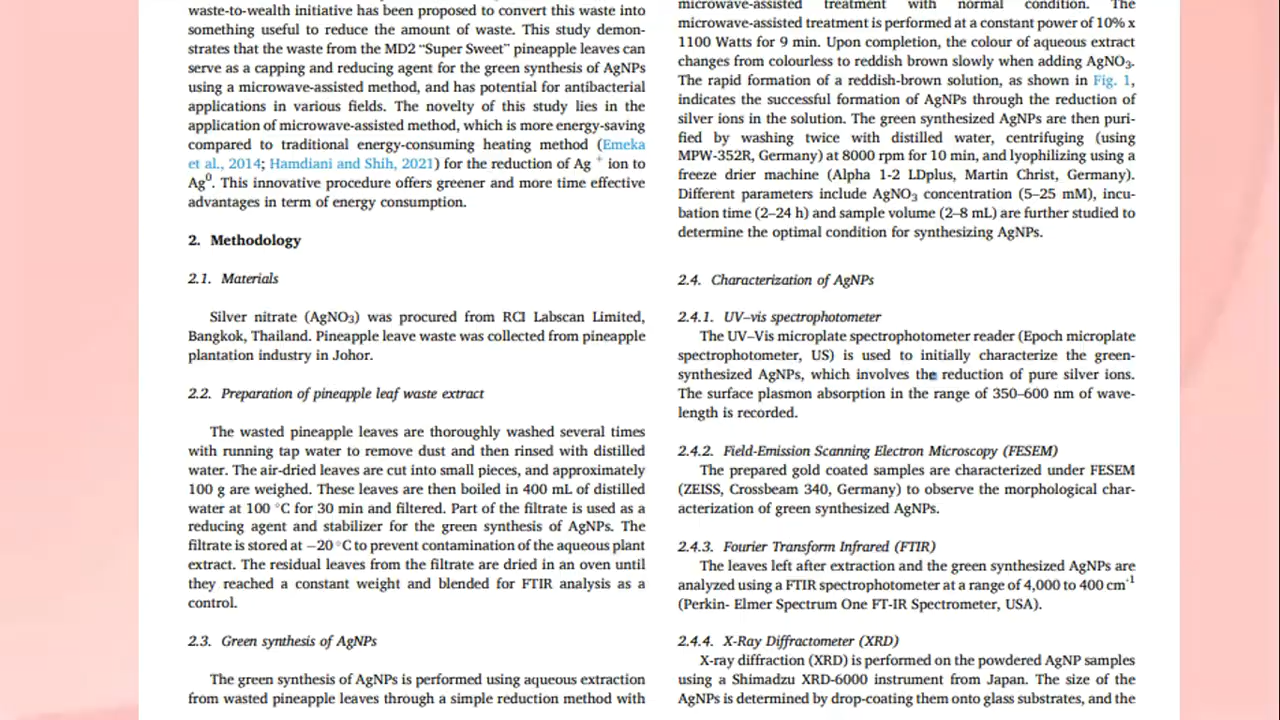 waste-to-wealth initiative has been proposed to convert this waste into
something useful to reduce the amount of waste. This study demon-
strates that the waste from the MD2 “Super Sweet” pineapple leaves can
serve as a capping and reducing agent for the green synthesis of AgNPs
using a microwave-assisted method, and has potential for antibacterial
applications in various fields. The novelty of this study lies in the
application of microwave-assisted method, which is more energy-saving
compared to traditional energy-consuming heating method (Emeka
et al., 2014; Hamdiani and Shih, 2021) for the reduction of Ag⁺ ion to
Ag⁰. This innovative procedure offers greener and more time effective
advantages in term of energy consumption.
2. Methodology
2.1. Materials
Silver nitrate (AgNO₃) was procured from RCI Labscan Limited,
Bangkok, Thailand. Pineapple leave waste was collected from pineapple
plantation industry in Johor.
2.2. Preparation of pineapple leaf waste extract
The wasted pineapple leaves are thoroughly washed several times
with running tap water to remove dust and then rinsed with distilled
water. The air-dried leaves are cut into small pieces, and approximately
100 g are weighed. These leaves are then boiled in 400 mL of distilled
water at 100 °C for 30 min and filtered. Part of the filtrate is used as a
reducing agent and stabilizer for the green synthesis of AgNPs. The
filtrate is stored at −20 °C to prevent contamination of the aqueous plant
extract. The residual leaves from the filtrate are dried in an oven until
they reached a constant weight and blended for FTIR analysis as a
control.
2.3. Green synthesis of AgNPs
The green synthesis of AgNPs is performed using aqueous extraction
from wasted pineapple leaves through a simple reduction method with
microwave-assisted treatment with normal condition. The
microwave-assisted treatment is performed at a constant power of 10% x
1100 Watts for 9 min. Upon completion, the colour of aqueous extract
changes from colourless to reddish brown slowly when adding AgNO₃.
The rapid formation of a reddish-brown solution, as shown in Fig. 1,
indicates the successful formation of AgNPs through the reduction of
silver ions in the solution. The green synthesized AgNPs are then puri-
fied by washing twice with distilled water, centrifuging (using
MPW-352R, Germany) at 8000 rpm for 10 min, and lyophilizing using a
freeze drier machine (Alpha 1-2 LDplus, Martin Christ, Germany).
Different parameters include AgNO₃ concentration (5–25 mM), incu-
bation time (2–24 h) and sample volume (2–8 mL) are further studied to
determine the optimal condition for synthesizing AgNPs.
2.4. Characterization of AgNPs
2.4.1. UV–vis spectrophotometer
The UV–Vis microplate spectrophotometer reader (Epoch microplate
spectrophotometer, US) is used to initially characterize the green-
synthesized AgNPs, which involves the reduction of pure silver ions.
The surface plasmon absorption in the range of 350–600 nm of wave-
length is recorded.
2.4.2. Field-Emission Scanning Electron Microscopy (FESEM)
The prepared gold coated samples are characterized under FESEM
(ZEISS, Crossbeam 340, Germany) to observe the morphological char-
acterization of green synthesized AgNPs.
2.4.3. Fourier Transform Infrared (FTIR)
The leaves left after extraction and the green synthesized AgNPs are
analyzed using a FTIR spectrophotometer at a range of 4,000 to 400 cm⁻¹
(Perkin- Elmer Spectrum One FT-IR Spectrometer, USA).
2.4.4. X-Ray Diffractometer (XRD)
X-ray diffraction (XRD) is performed on the powdered AgNP samples
using a Shimadzu XRD-6000 instrument from Japan. The size of the
AgNPs is determined by drop-coating them onto glass substrates, and the